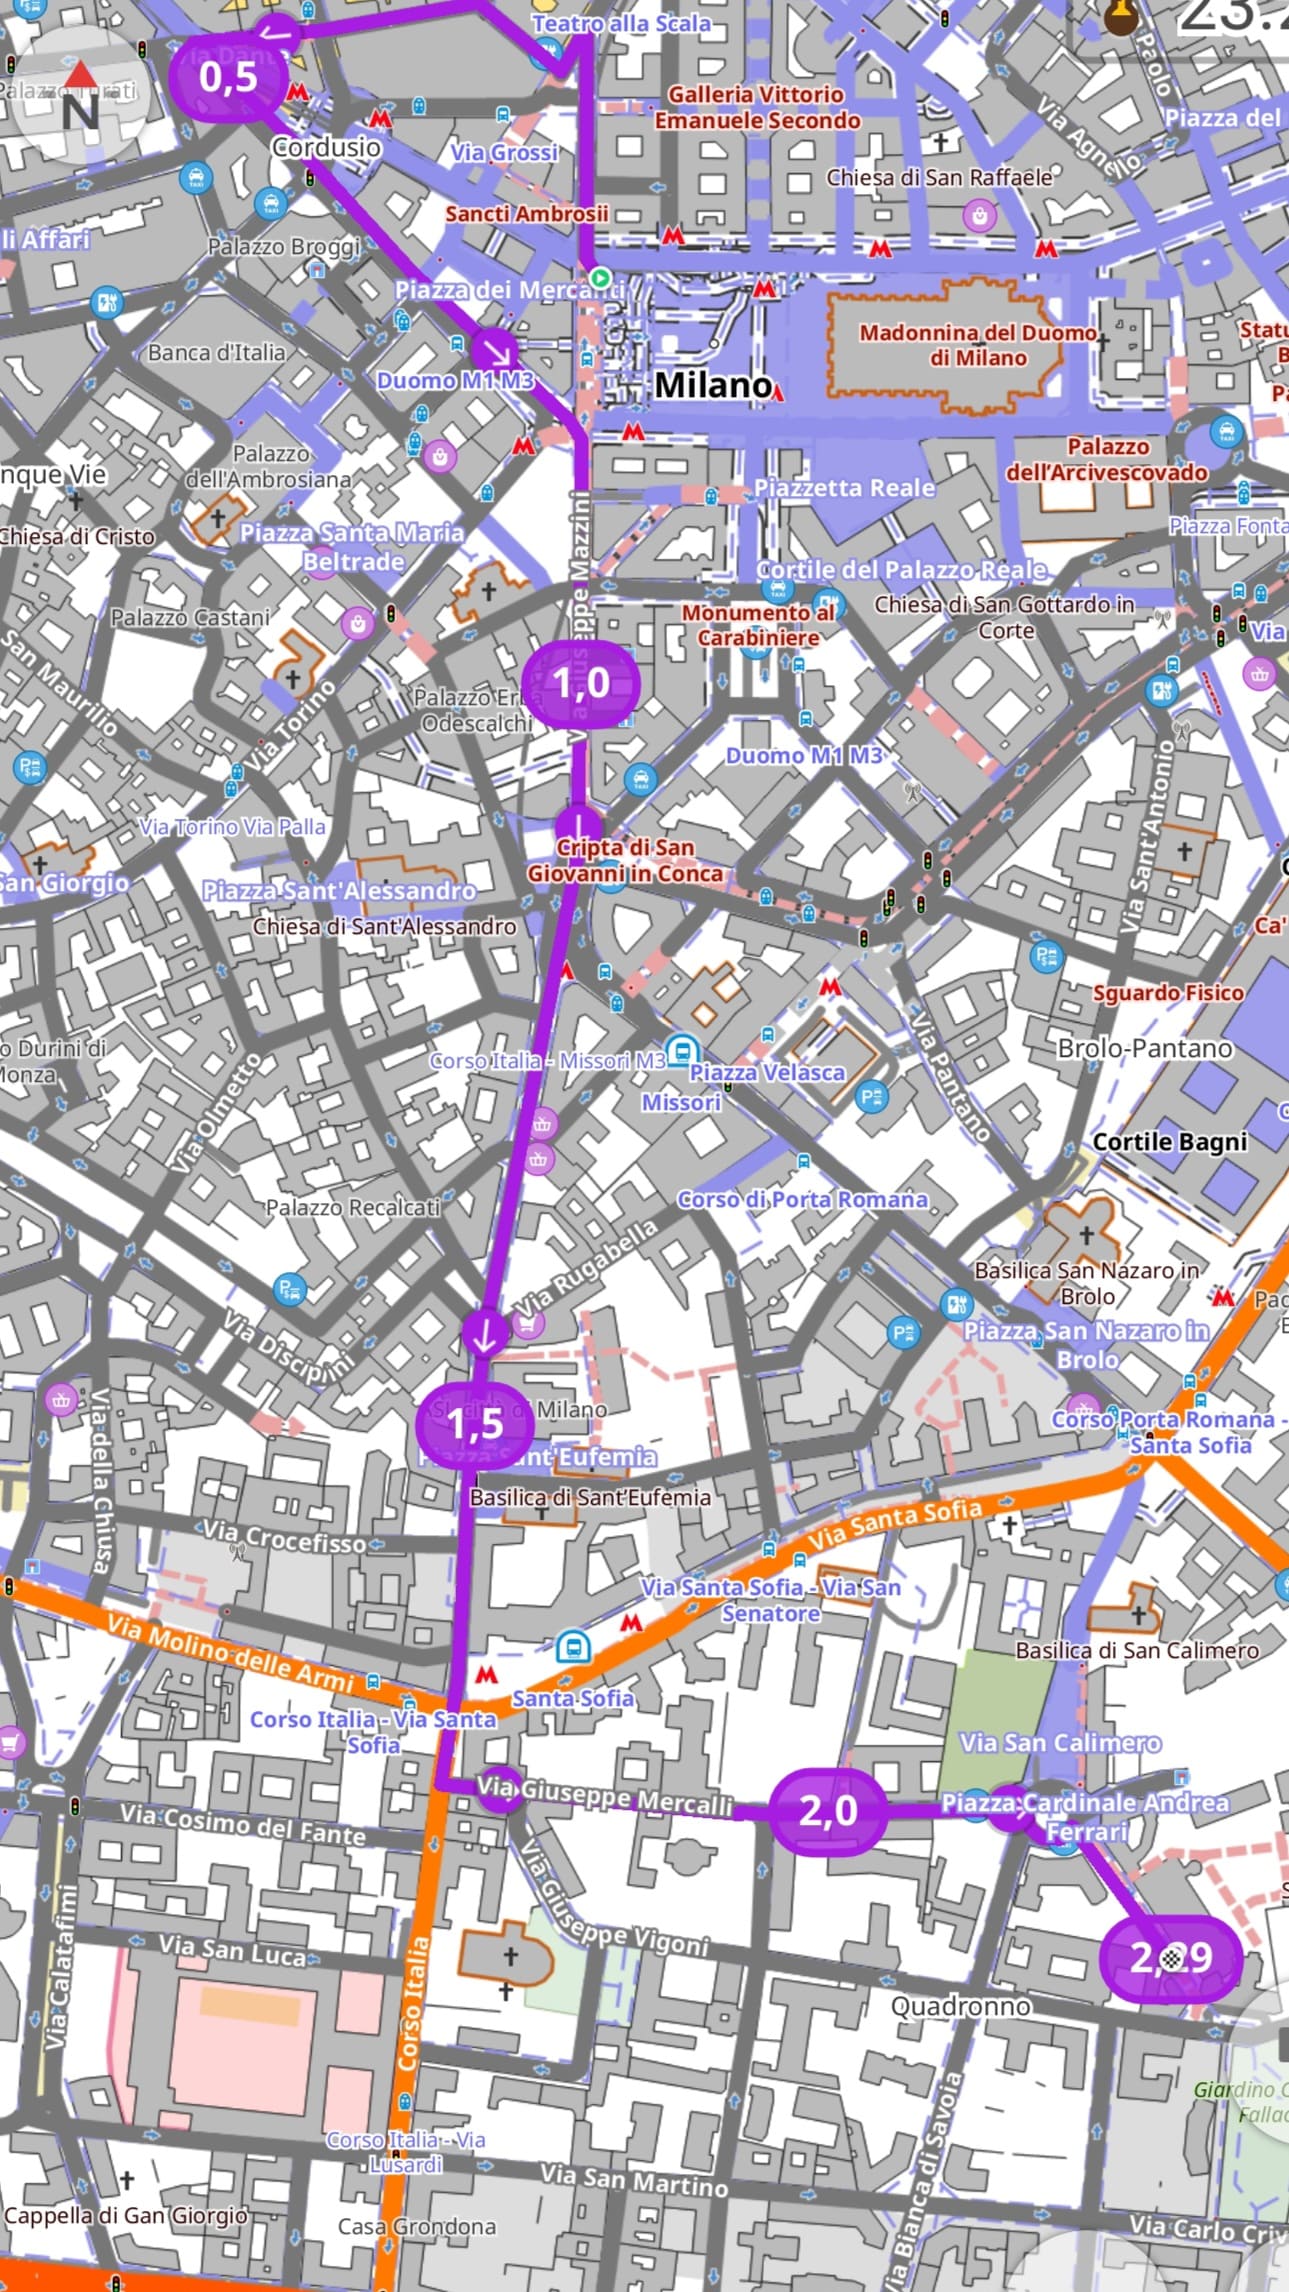 Teatro alla Scala
0,5
N
Cordusio
Galleria Vittorio
Emanuele Secondo
Via Agnello
Paolo
Piazza del
Via Grossi
Chiesa di San Raffaele
Sancti Ambrosii
li Affari
Palazzo Broggi
Piazza dei Mercanti
Banca d'Italia
Madonnina del Duomo
di Milano
Duomo M1 M3
Milano
Palazzo
dell'Ambrosiana
Palazzo
dell'Arcivescovado
nque Vie
Chiesa di Cristo
Piazzetta Reale
Piazza Santa Maria
Beltrade
Piazza Fonta
Cortile del Palazzo Reale
Via Giuseppe Mazzini
Palazzo Castani
Monumento al
Carabiniere
Chiesa di San Gottardo in
Corte
Via
San Maurilio
1,0
Palazzo Erba
Odescalchi
Via Torino
Duomo M1 M3
Via Sant'Antonio
Via Torino Via Palla
Cripta di San
Giovanni in Conca
San Giorgio
Piazza Sant'Alessandro
Chiesa di Sant'Alessandro
Ca'
Sguardo Fisico
o Durini di
Monza
Corso Italia - Missori M3
Piazza Velasca
Brolo-Pantano
Via Pantano
Missori
Via Olmetto
Cortile Bagni
Palazzo Recalcati
Corso di Porta Romana
Via Rugabella
Basilica San Nazaro in
Brolo
Via Disciplini
Piazza San Nazaro in
Brolo
1,5
Milano
Piazza Sant'Eufemia
Corso Porta Romana -
Santa Sofia
Via della Chiusa
Basilica di Sant'Eufemia
Via Santa Sofia
Via Crocefisso
Via Santa Sofia - Via San
Senatore
Via Molino delle Armi
Basilica di San Calimero
Santa Sofia
Corso Italia - Via Santa
Sofia
Via San Calimero
Via Giuseppe Mercalli
2,0
Piazza Cardinale Andrea
Ferrari
Via Cosimo del Fante
Via Giuseppe Vigoni
Via San Luca
2,29
Via Calatafimi
Corso Italia
Quadronno
Giardino
Fallac
Corso Italia - Via
Lusardi
Via San Martino
Via Bianca di Savoia
Cappella di Gan Giorgio
Casa Grondona
Via Carlo Criv